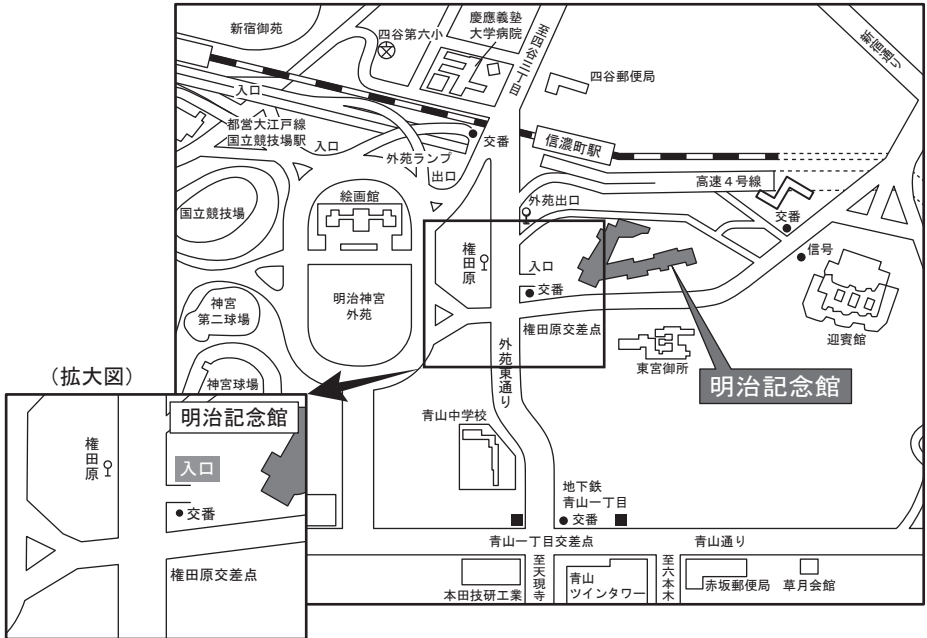 新宿御苑
四谷第六小
慶應義塾
大学病院
至四谷三丁目
四谷郵便局
新宿通り
入口
都営大江戸線
国立競技場駅
入口
外苑ランプ
出口
交番
信濃町駅
高速4号線
国立競技場
絵画館
外苑出口
交番
信号
権田原
入口
交番
明治神宮
外苑
神宮
第二球場
権田原交差点
迎賓館
東宮御所
外苑東通り
明治記念館
神宮球場
(拡大図)
明治記念館
権田原
入口
交番
権田原交差点
青山中学校
地下鉄
青山一丁目
交番
青山一丁目交差点
青山通り
至天現寺
至六本木
本田技研工業
青山
ツインタワー
赤坂郵便局
草月会館